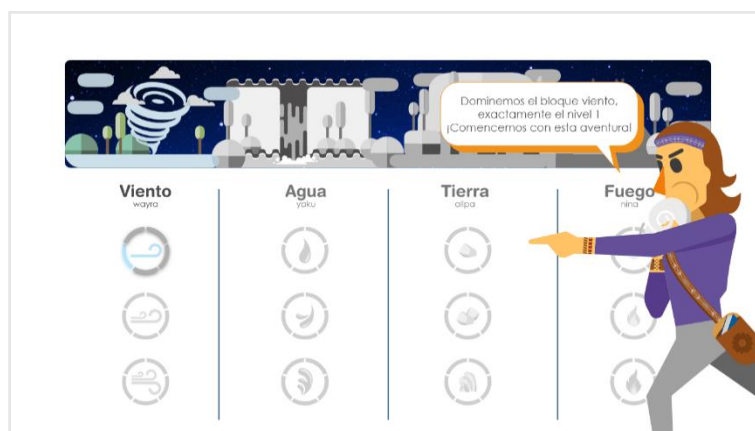 Dominemos el bloque viento,
exactamente el nivel 1
¡Comencemos con esta aventura!
Viento
wayra
Agua
yaku
Tierra
allpa
Fuego
nina